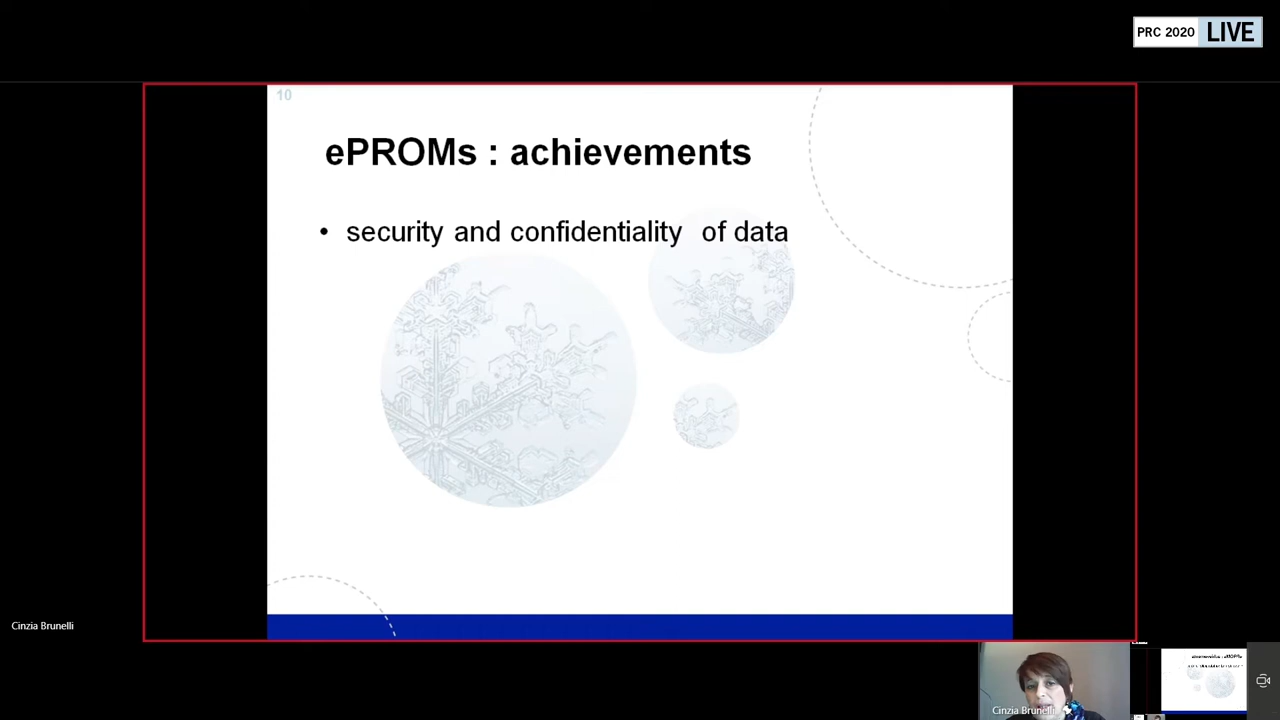 PRC 2020 LIVE
10
ePROMs : achievements
• security and confidentiality of data
Cinzia Brunelli
Cinzia Brunelli